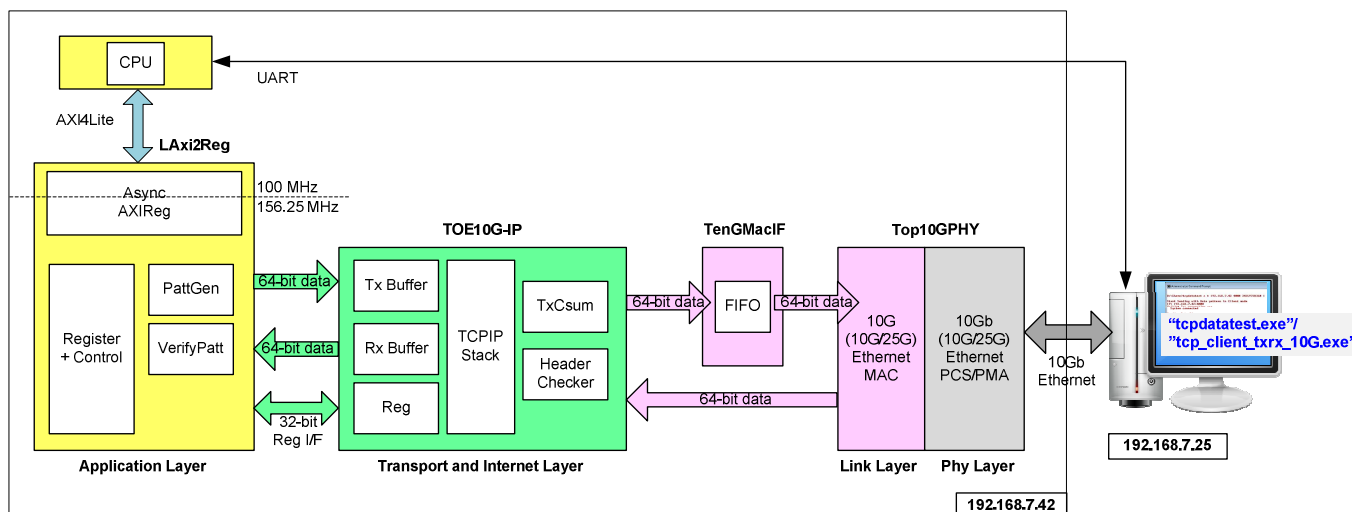 CPU
UART
AXI4Lite
LAxi2Reg
Async
AXIReg
100 MHz
156.25 MHz
Register
+ Control
PattGen
VerifyPatt
Application Layer
64-bit data
64-bit data
32-bit
Reg I/F
TOE10G-IP
Tx Buffer
Rx Buffer
Reg
TCPIP
Stack
TxCsum
Header
Checker
Transport and Internet Layer
64-bit data
TenGMacIF
FIFO
64-bit data
64-bit data
Top10GPHY
10G
(10G/25G)
Ethernet
MAC
10Gb
(10G/25G)
Ethernet
PCS/PMA
Link Layer
Phy Layer
10Gb
Ethernet
“tcpdatatest.exe”/
”tcp_client_txrx_10G.exe”
192.168.7.25
192.168.7.42